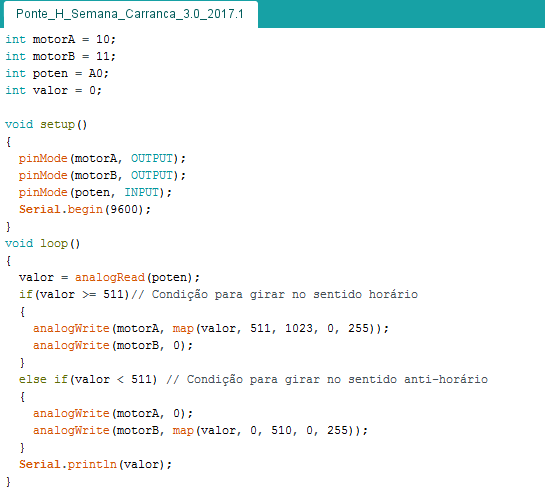 Ponte_H_Semana_Carranca_3.0_2017.1
int motorA = 10;
int motorB = 11;
int poten = A0;
int valor = 0;

void setup()
{
  pinMode(motorA, OUTPUT);
  pinMode(motorB, OUTPUT);
  pinMode(poten, INPUT);
  Serial.begin(9600);
}
void loop()
{
  valor = analogRead(poten);
  if(valor >= 511)// Condição para girar no sentido horário
  {
    analogWrite(motorA, map(valor, 511, 1023, 0, 255));
    analogWrite(motorB, 0);
  }
  else if(valor < 511) // Condição para girar no sentido anti-horário
  {
    analogWrite(motorA, 0);
    analogWrite(motorB, map(valor, 0, 510, 0, 255));
  }
  Serial.println(valor);
}